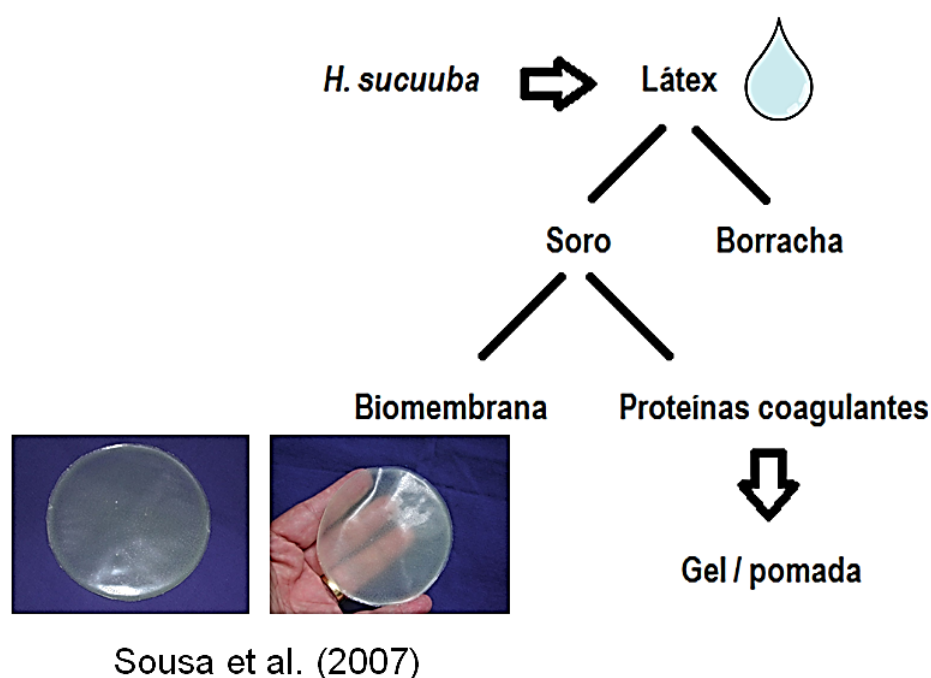 H. sucuuba
Látex
Soro
Borracha
Biomembrana
Proteínas coagulantes
Gel / pomada
Sousa et al. (2007)